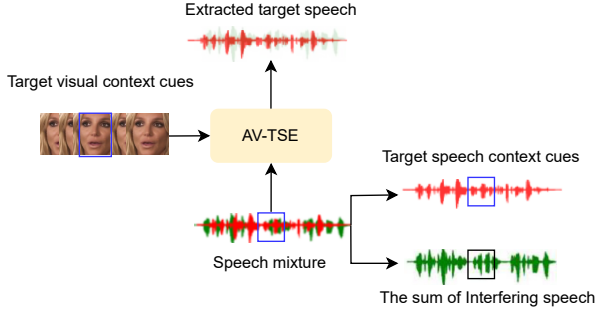 Extracted target speech
Target visual context cues
AV-TSE
Target speech context cues
Speech mixture
The sum of Interfering speech